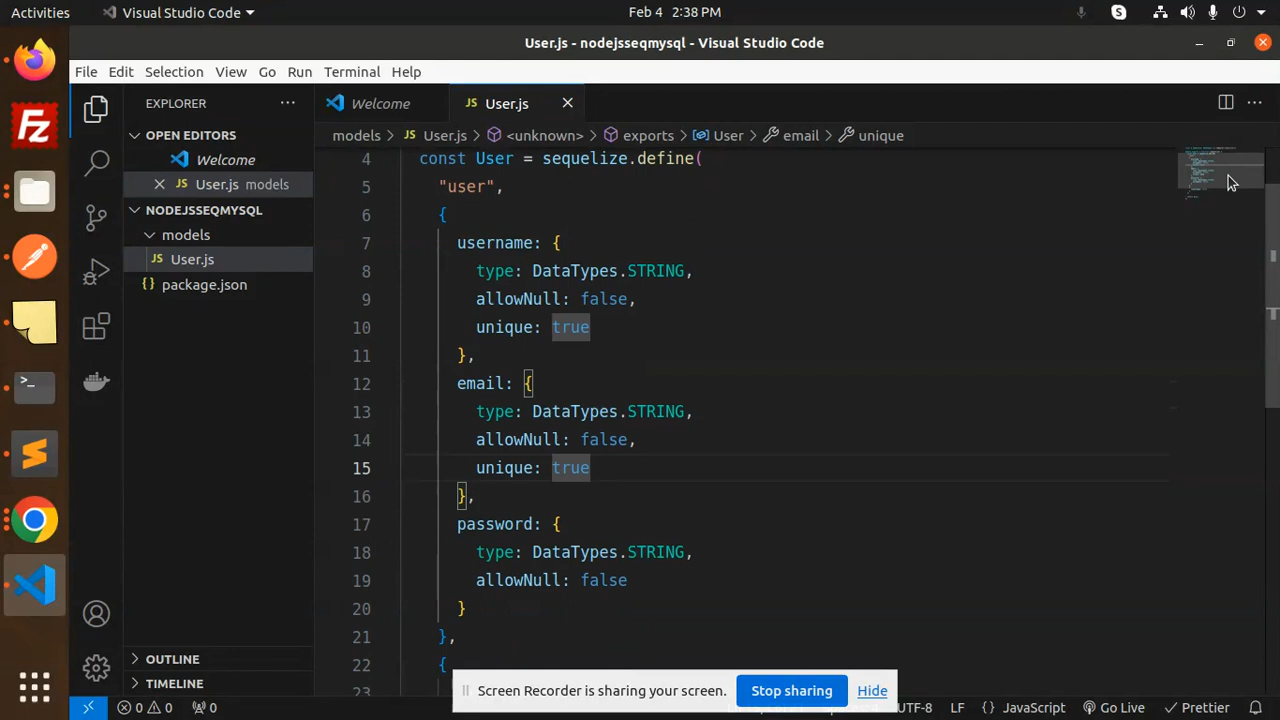 Activities
Visual Studio Code
Feb 4 2:38 PM
User.js - nodejsseqmysql - Visual Studio Code
File Edit Selection View Go Run Terminal Help
EXPLORER
Welcome
User.js
OPEN EDITORS
Welcome
User.js models
NODEJSSEQMYSQL
models
JS User.js
{} package.json
OUTLINE
TIMELINE
models > JS User.js > <unknown> > exports > User > email > unique
4 const User = sequelize.define(
5 "user",
6 {
7 username: {
8 type: DataTypes.STRING,
9 allowNull: false,
10 unique: true
11 },
12 email: {
13 type: DataTypes.STRING,
14 allowNull: false,
15 unique: true
16 },
17 password: {
18 type: DataTypes.STRING,
19 allowNull: false
20 }
21 },
22 {
23
Screen Recorder is sharing your screen.
Stop sharing
Hide
0 0 0
UTF-8 LF {} JavaScript Go Live Prettier